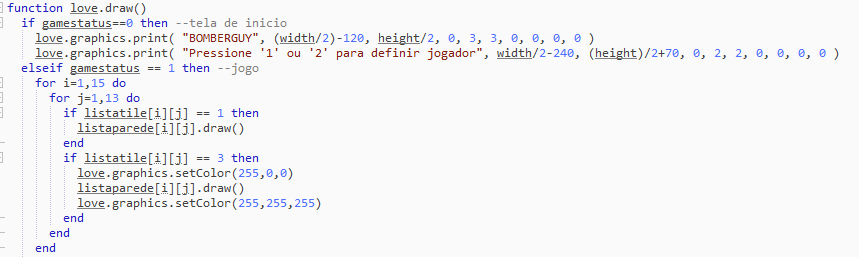 function love.draw()
if gamestatus==0 then --tela de inicio
love.graphics.print( "BOMBERGUY", (width/2)-120, height/2, 0, 3, 3, 0, 0, 0, 0 )
love.graphics.print( "Pressione '1' ou '2' para definir jogador", width/2-240, (height)/2+70, 0, 2, 2, 0, 0, 0, 0 )
elseif gamestatus == 1 then --jogo
for i=1,15 do
for j=1,13 do
if listatile[i][j] == 1 then
listaparede[i][j].draw()
end
if listatile[i][j] == 3 then
love.graphics.setColor(255,0,0)
listaparede[i][j].draw()
love.graphics.setColor(255,255,255)
end
end
end